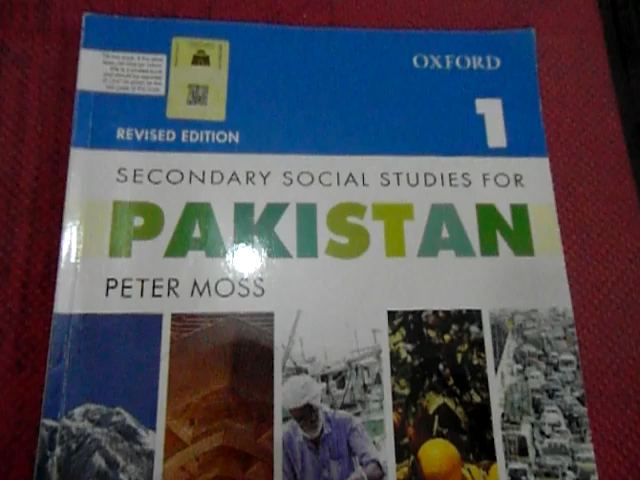 OXFORD
1
REVISED EDITION
SECONDARY SOCIAL STUDIES FOR
PAKISTAN
PETER MOSS